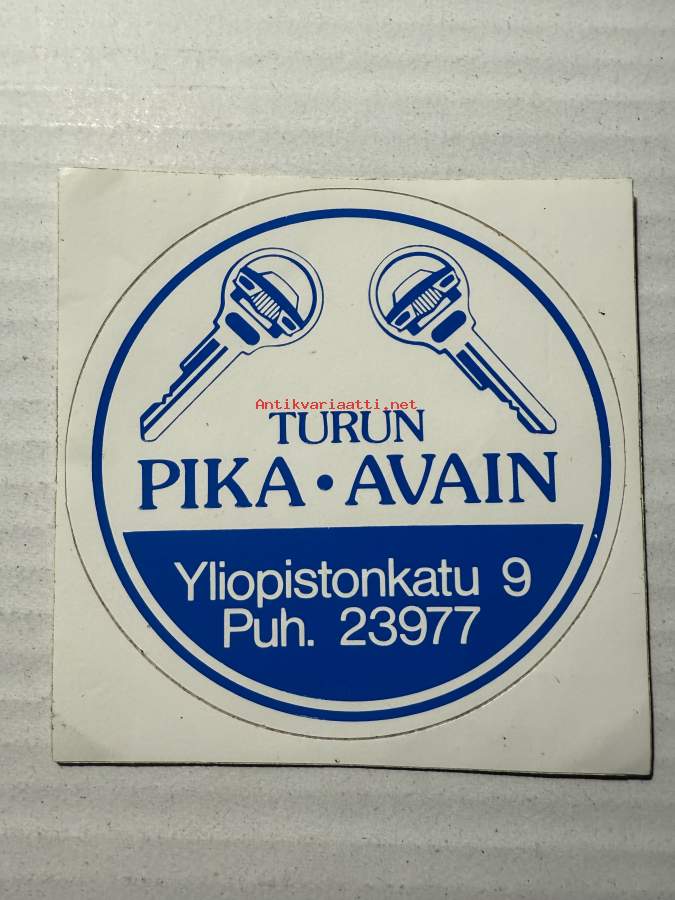 Antikvariaatti.net
TURUN
PIKA • AVAIN
Yliopistonkatu 9
Puh. 23977